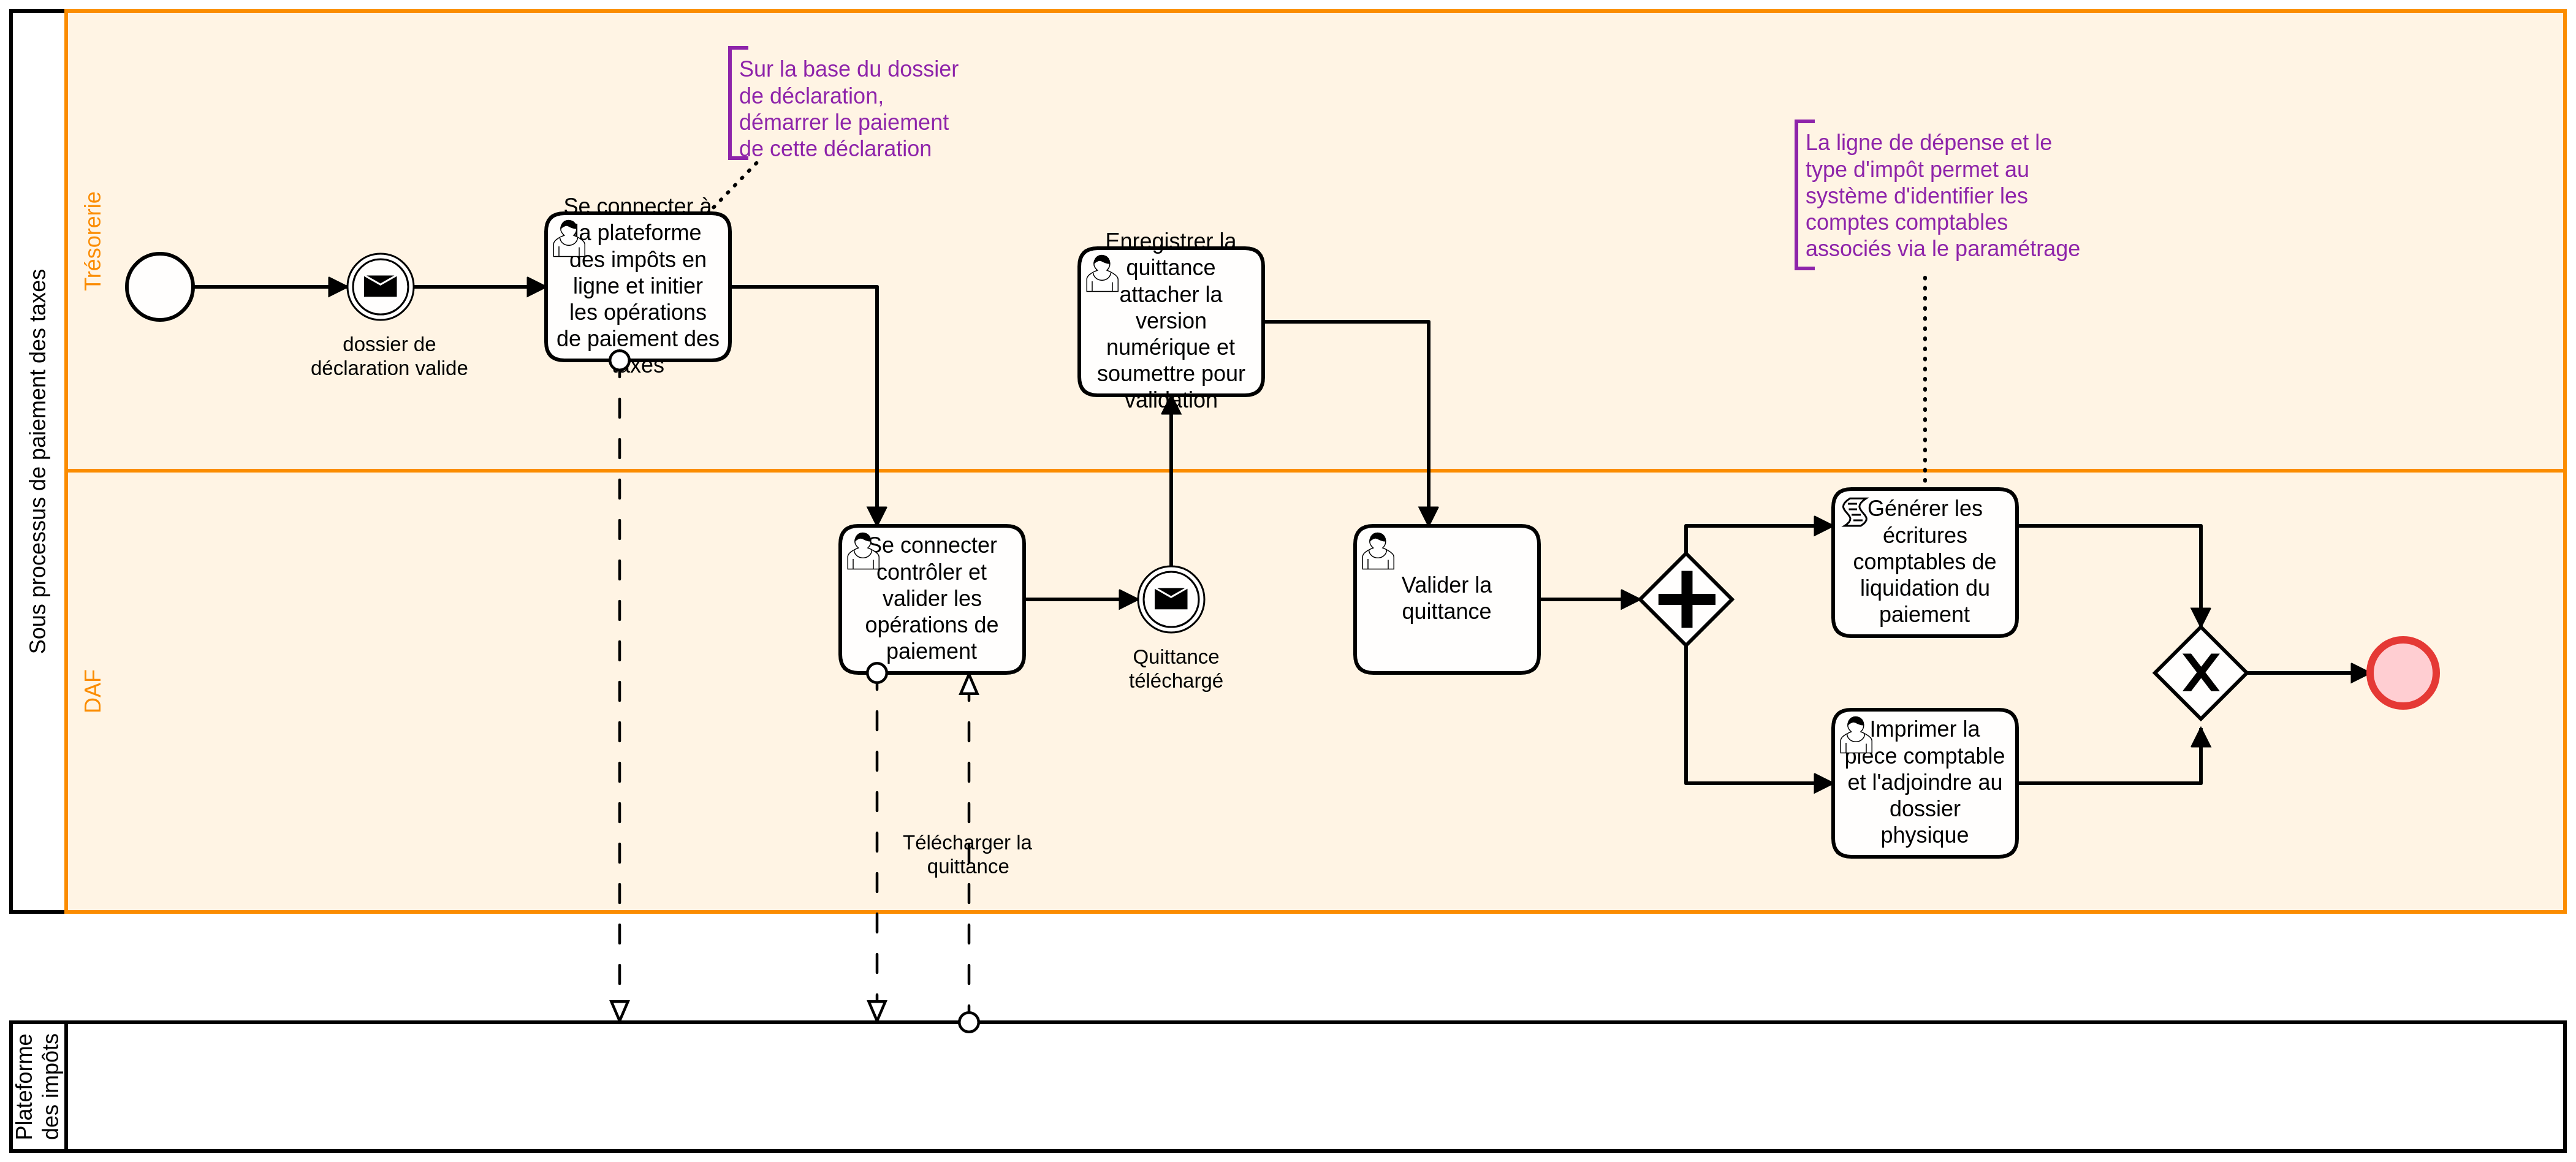 Sous processus de paiement des taxes
Trésorerie
DAF
Sur la base du dossier
de déclaration,
démarrer le paiement
de cette déclaration
dossier de
déclaration valide
Se connecter à
la plateforme
des impôts en
ligne et initier
les opérations
de paiement des
taxes
Enregistrer la
quittance
attacher la
version
numérique et
soumettre pour
validation
La ligne de dépense et le
type d'impôt permet au
système d'identifier les
comptes comptables
associés via le paramétrage
Se connecter
contrôler et
valider les
opérations de
paiement
Quittance
téléchargé
Valider la
quittance
Générer les
écritures
comptables de
liquidation du
paiement
Imprimer la
pièce comptable
et l'adjoindre au
dossier
physique
Télécharger la
quittance
Plateforme
des impôts